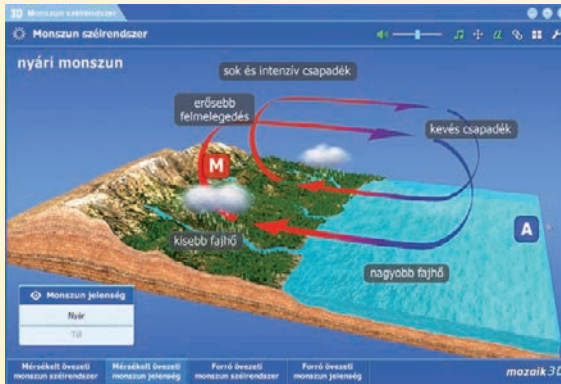 3D Monszun szélrendszer
Monszun szélrendszer
nyári monszun
sok és intenzív csapadék
erősebb
felmelegedés
kevés csapadék
M
A
kisebb fajhő
nagyobb fajhő
Monszun jelenség
Nyár
Tél
Mérsékelt övezeti
monszun szélrendszer
Mérsékelt övezeti
monszun jelenség
Forró övezeti
monszun szélrendszer
Forró övezeti
monszun jelenség
mozaik3D